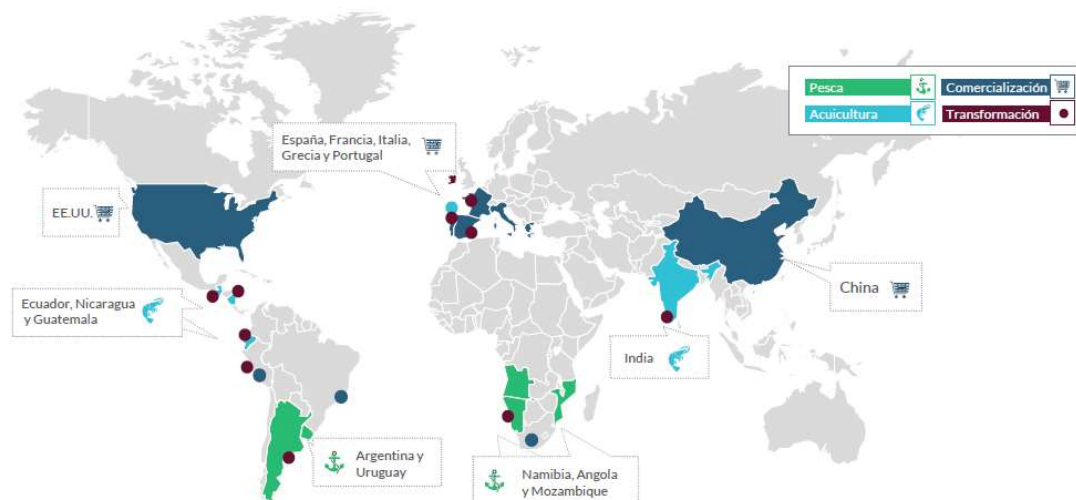 Pesca
Comercialización
Acuicultura
Transformación
España, Francia, Italia,
Grecia y Portugal
EE.UU.
China
Ecuador, Nicaragua
y Guatemala
India
Argentina y
Uruguay
Namibia, Angola
y Mozambique